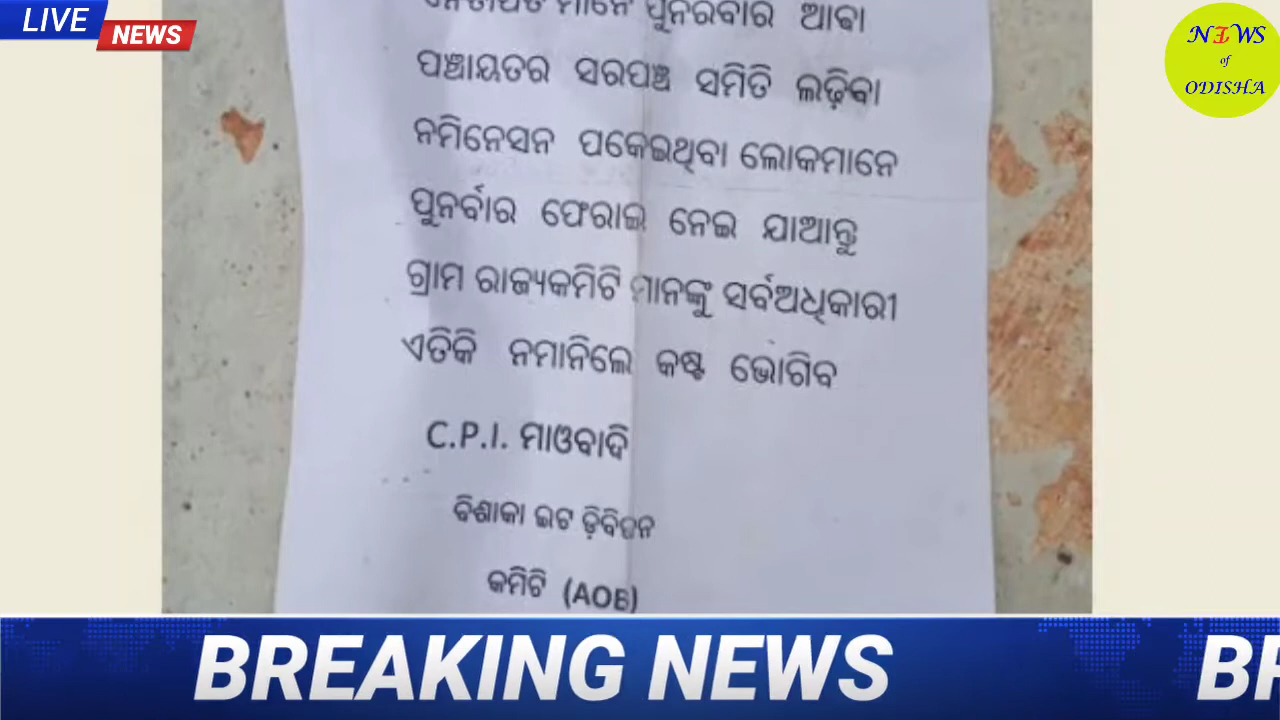 LIVE
NEWS
NEWS
of
ODISHA
ମାନେ ପୁନରବାର ଆବା
ପଞ୍ଚାୟତର ସରପଞ୍ଚ ସମିତି ଲଢ଼ିବା
ନମିନେସନ ପକେଇଥିବା ଲୋକମାନେ
ପୁନର୍ବାର ଫେରାଇ ନେଇ ଯାଆନ୍ତୁ
ଗ୍ରାମ ରାଜ୍ୟକମିଟି ମାନଙ୍କୁ ସର୍ବଅଧିକାରୀ
ଏତିକି ନମାନିଲେ କଷ୍ଟ ଭୋଗିବ
C.P.I. ମାଓବାଦି
ବିଶାକା ଇଟ ଡ଼ିବିଜନ
କମିଟି (AOB)
BREAKING NEWS